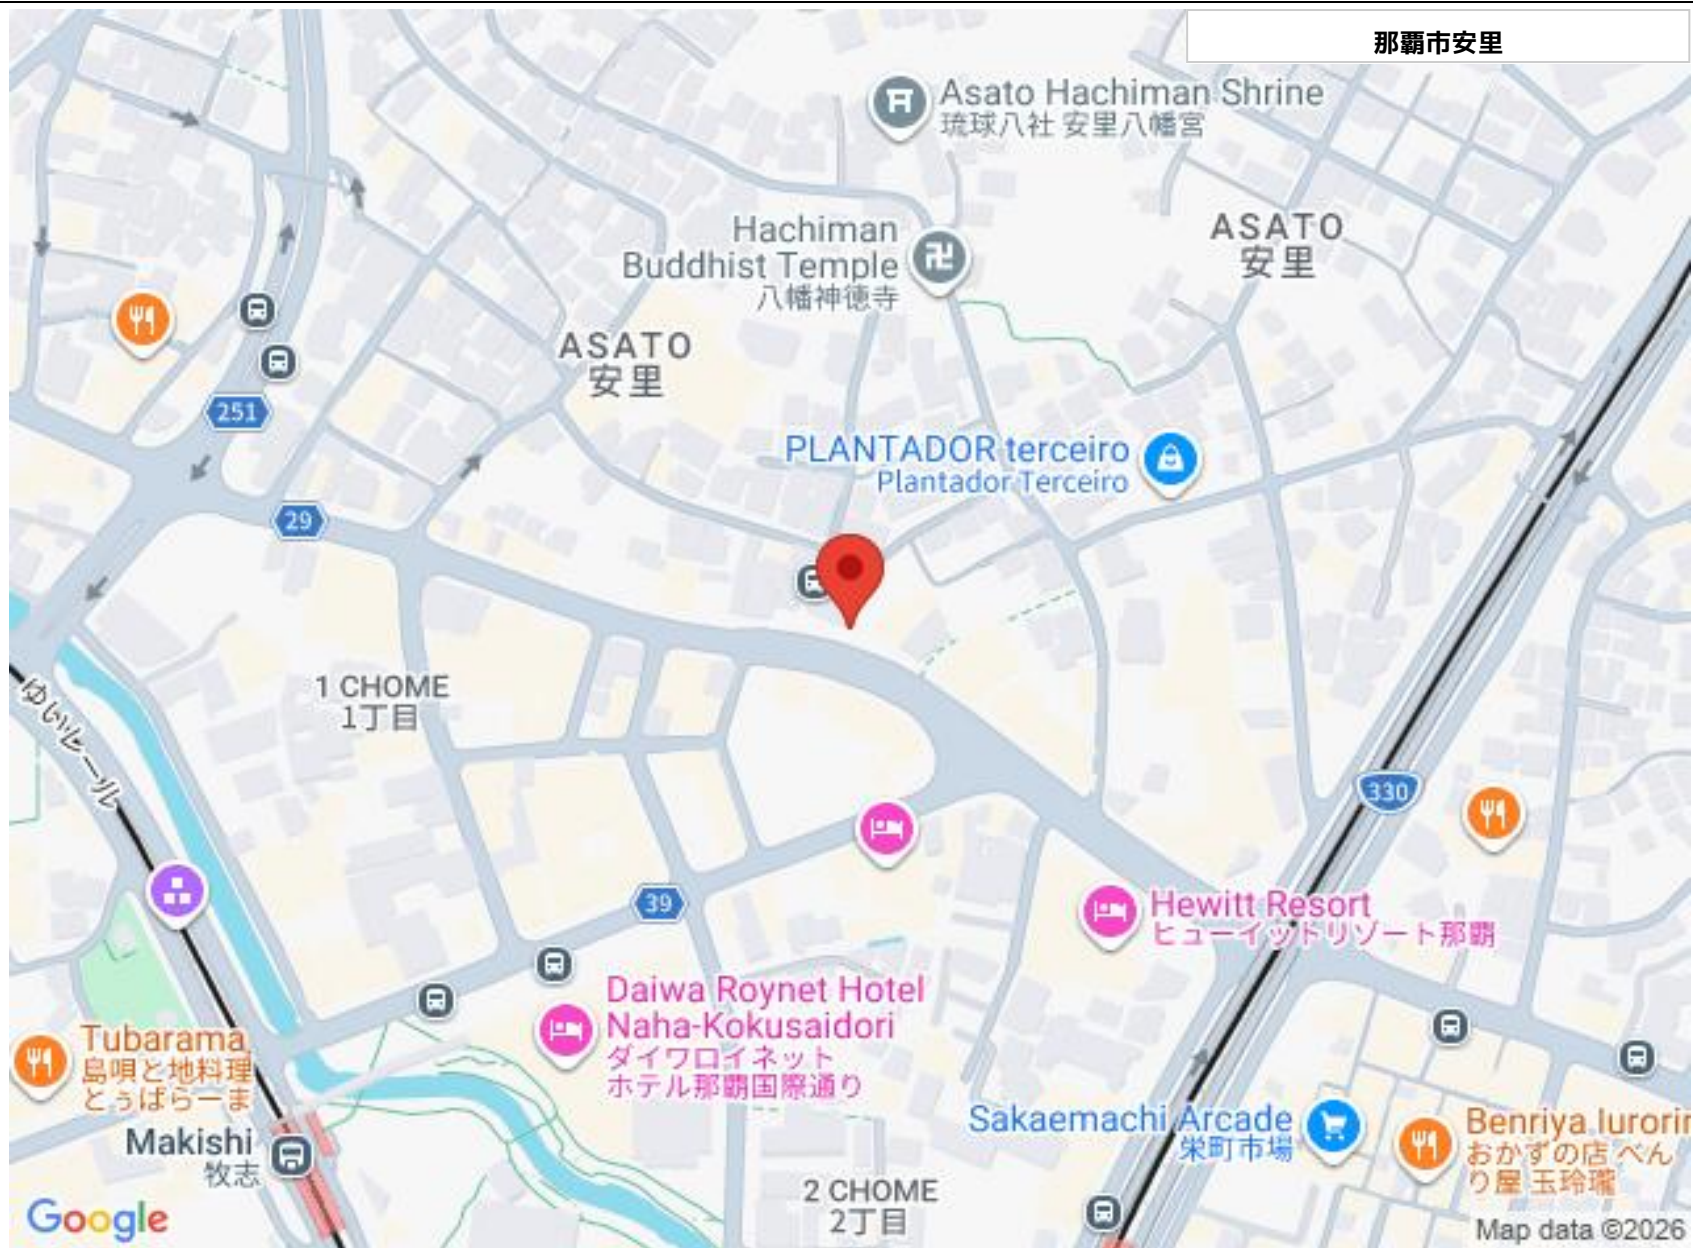 那覇市安里
Asato Hachiman Shrine
琉球八社 安里八幡宮
Hachiman
Buddhist Temple
八幡神徳寺
ASATO
安里
ASATO
安里
251
PLANTADOR terceiro
Plantador Terceiro
29
1 CHOME
1丁目
ゆいレール
330
39
Hewitt Resort
ヒューイットリゾート那覇
Daiwa Roynet Hotel
Naha-Kokusaidori
ダイワロイネット
ホテル那覇国際通り
Tubarama
島唄と地料理
とぅばらーま
Sakaemachi Arcade
栄町市場
Benriya Iurorin
おかずの店 べん
り屋 玉玲瓏
Makishi
牧志
2 CHOME
2丁目
Google
Map data ©2026